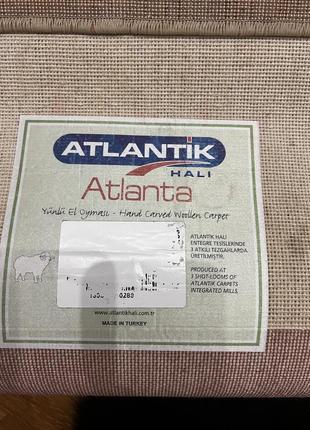 ATLANTİK
HALI
Atlanta
Yünlü El Oyması - Hand Carved Woollen Carpet
ATLANTİK HALI
ENTEGRE TESİSLERİNDE
3 ATKILI TEZGAHLARDA
ÜRETİLMİŞTİR.
PRODUCED AT
3 SHOT-LOOMS OF
ATLANTIK CARPETS
INTEGRATED MILLS.
0280
www.atlantikhali.com.tr
MADE IN TURKEY